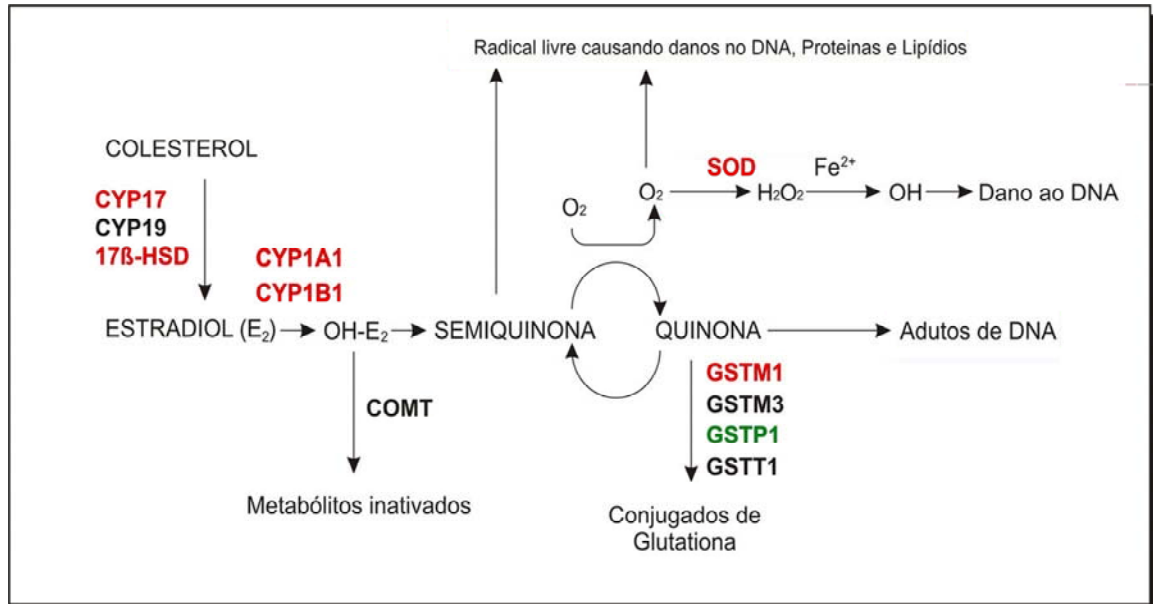 Radical livre causando danos no DNA, Proteinas e Lipídios
COLESTEROL
CYP17
CYP19
17ß-HSD
CYP1A1
CYP1B1
O₂
O₂
SOD
H₂O₂
Fe²⁺
OH
Dano ao DNA
ESTRADIOL (E₂)
OH-E₂
SEMIQUINONA
QUINONA
Adutos de DNA
COMT
GSTM1
GSTM3
GSTP1
GSTT1
Metabólitos inativados
Conjugados de
Glutationa